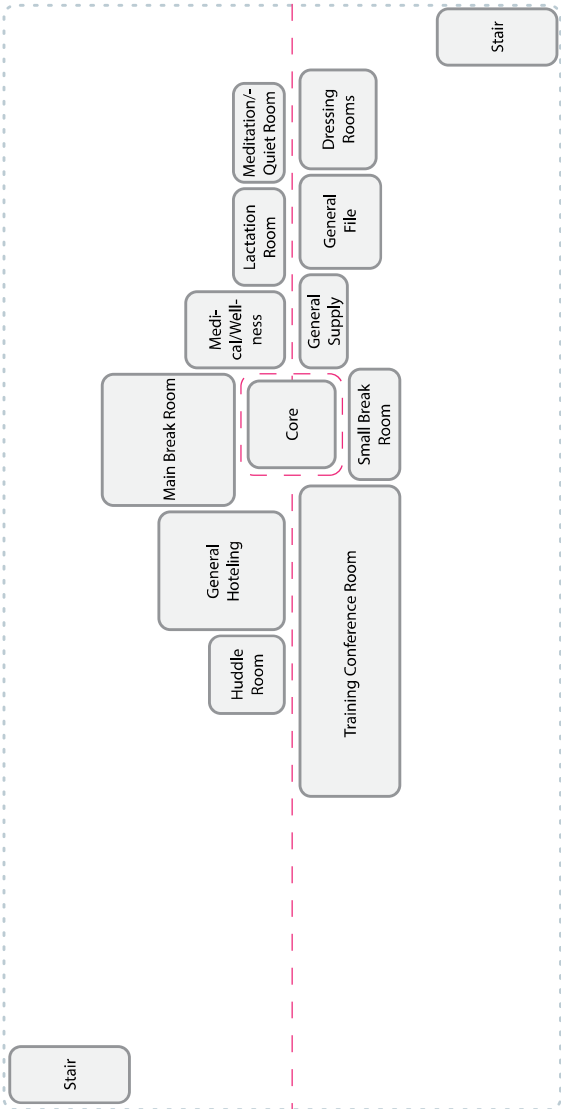 Stair
Dressing
Rooms
Meditation/-
Quiet Room
General
File
Lactation
Room
General
Supply
Medi-
cal/Well-
ness
Small Break
Room
Core
Main Break Room
General
Hoteling
Training Conference Room
Huddle
Room
Stair